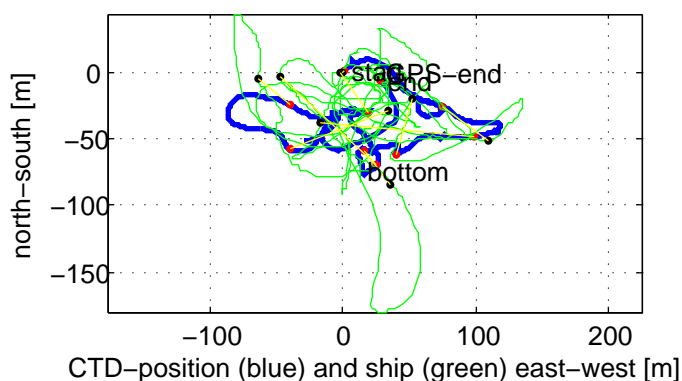 0
−50
−100
−150
north−south [m]
start
GPS−end
end
bottom
−100
0
100
200
CTD−position (blue) and ship (green) east−west [m]